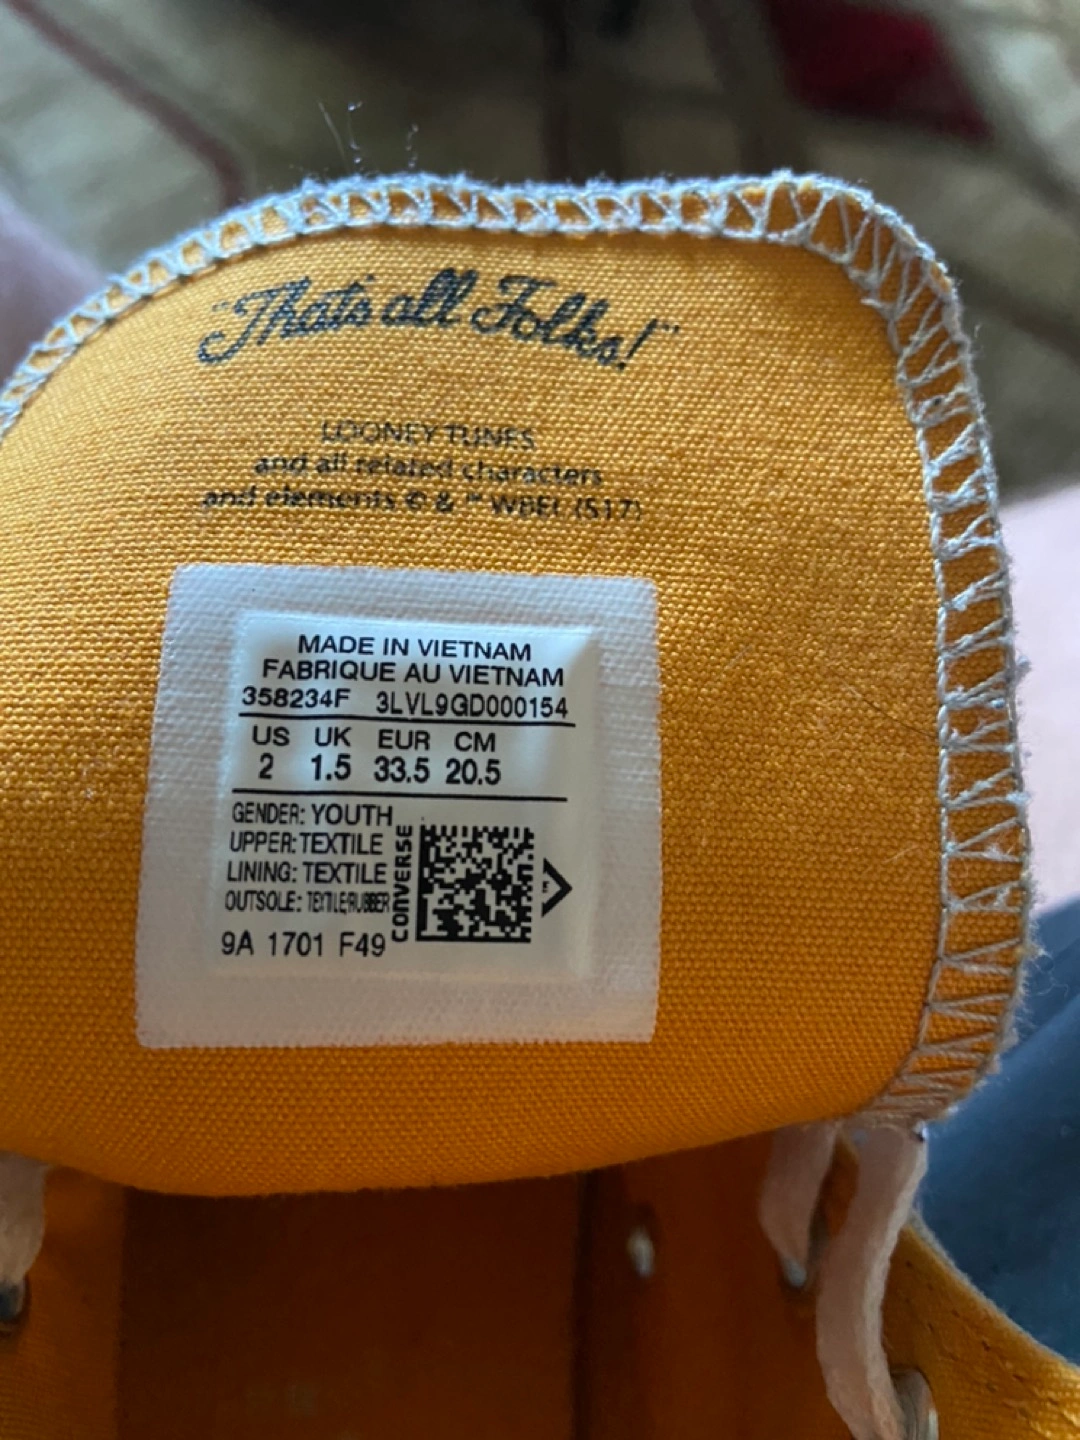 "That's all Folks!"
LOONEY TUNES
and all related characters
and elements © & ™ WBEI. (S17)
MADE IN VIETNAM
FABRIQUE AU VIETNAM
358234F 3LVL9GD000154
US UK EUR CM
2 1.5 33.5 20.5
GENDER: YOUTH
UPPER: TEXTILE
LINING: TEXTILE
OUTSOLE: TEXTILE/RUBBER
CONVERSE
E
9A 1701 F49